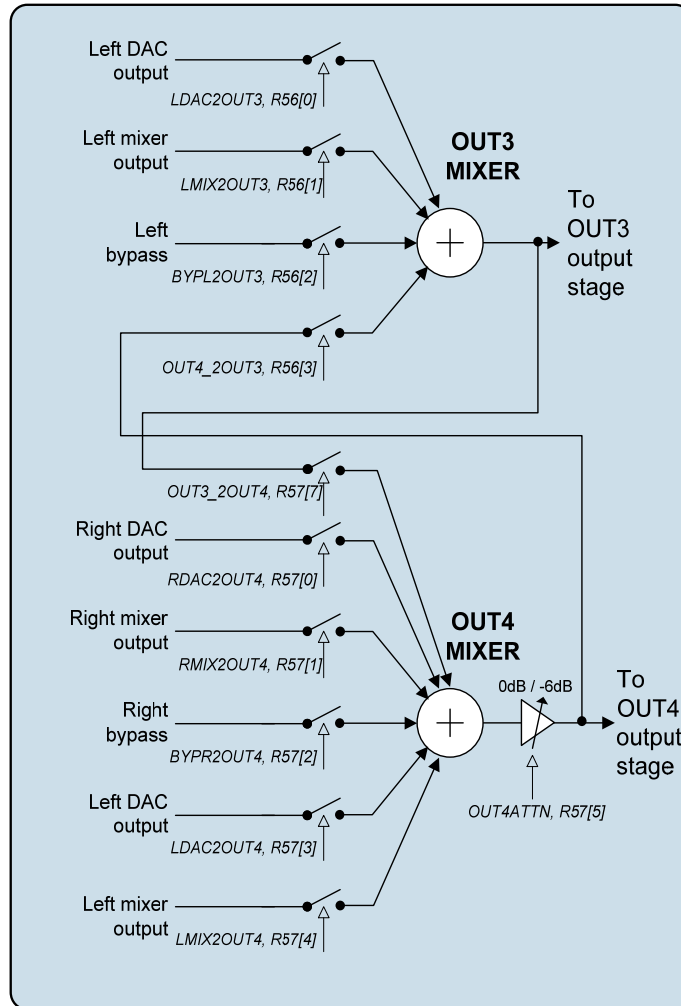 Left DAC
output
LDAC2OUT3, R56[0]
Left mixer
output
LMIX2OUT3, R56[1]
OUT3
MIXER
Left
bypass
BYPL2OUT3, R56[2]
To
OUT3
output
stage
OUT4_2OUT3, R56[3]
OUT3_2OUT4, R57[7]
Right DAC
output
RDAC2OUT4, R57[0]
Right mixer
output
RMIX2OUT4, R57[1]
OUT4
MIXER
Right
bypass
BYPR2OUT4, R57[2]
0dB / -6dB
To
OUT4
output
stage
OUT4ATTN, R57[5]
Left DAC
output
LDAC2OUT4, R57[3]
Left mixer
output
LMIX2OUT4, R57[4]